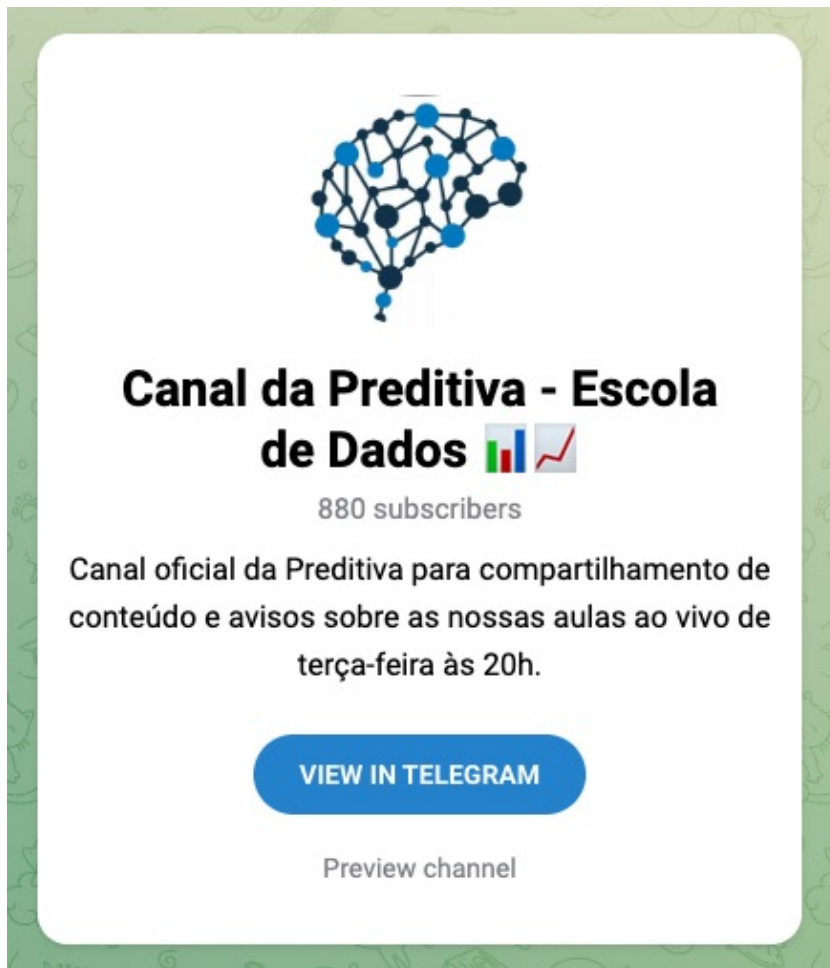 Canal da Preditiva - Escola
de Dados 📊📈
880 subscribers
Canal oficial da Preditiva para compartilhamento de
conteúdo e avisos sobre as nossas aulas ao vivo de
terça-feira às 20h.
VIEW IN TELEGRAM
Preview channel